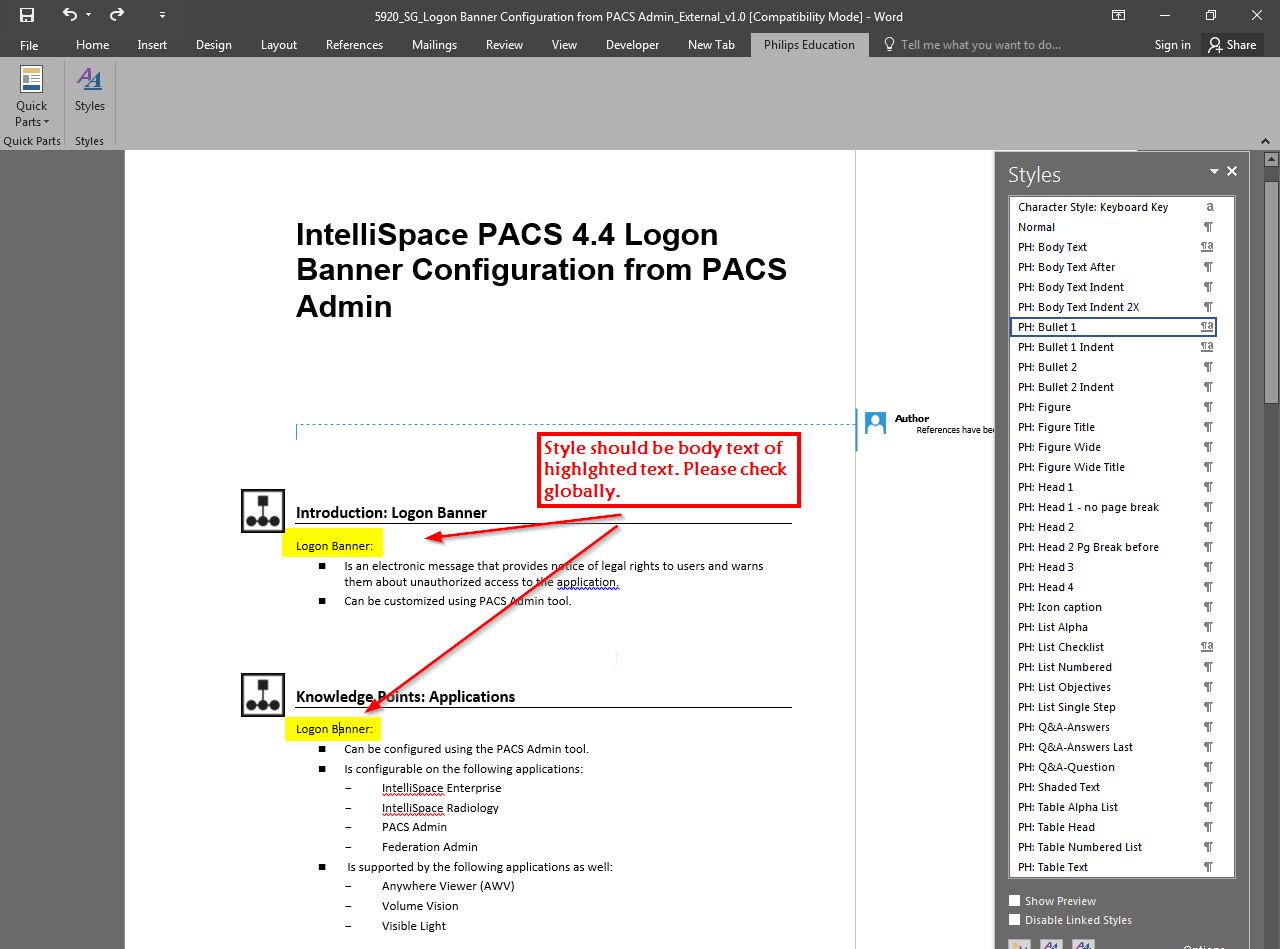 5920_SG_Logon Banner Configuration from PACS Admin_External_v1.0 [Compatibility Mode] - Word
File Home Insert Design Layout References Mailings Review View Developer New Tab Philips Education Tell me what you want to do... Sign in Share
Quick Parts
Styles
Quick Parts Styles
IntelliSpace PACS 4.4 Logon
Banner Configuration from PACS
Admin
Author
References have bee
Style should be body text of
highlghted text. Please check
globally.
Introduction: Logon Banner
Logon Banner:
■ Is an electronic message that provides notice of legal rights to users and warns
them about unauthorized access to the application.
■ Can be customized using PACS Admin tool.
Knowledge Points: Applications
Logon Banner:
■ Can be configured using the PACS Admin tool.
■ Is configurable on the following applications:
– IntelliSpace Enterprise
– IntelliSpace Radiology
– PACS Admin
– Federation Admin
■ Is supported by the following applications as well:
– Anywhere Viewer (AWV)
– Volume Vision
– Visible Light
Styles
Character Style: Keyboard Key a
Normal ¶
PH: Body Text ¶a
PH: Body Text After ¶
PH: Body Text Indent ¶
PH: Body Text Indent 2X ¶
PH: Bullet 1 ¶a
PH: Bullet 1 Indent ¶a
PH: Bullet 2 ¶
PH: Bullet 2 Indent ¶
PH: Figure ¶
PH: Figure Title ¶
PH: Figure Wide ¶
PH: Figure Wide Title ¶
PH: Head 1 ¶
PH: Head 1 - no page break ¶
PH: Head 2 ¶
PH: Head 2 Pg Break before ¶
PH: Head 3 ¶
PH: Head 4 ¶
PH: Icon caption ¶
PH: List Alpha ¶
PH: List Checklist ¶a
PH: List Numbered ¶
PH: List Objectives ¶
PH: List Single Step ¶
PH: Q&A-Answers ¶
PH: Q&A-Answers Last ¶
PH: Q&A-Question ¶
PH: Shaded Text ¶
PH: Table Alpha List ¶
PH: Table Head ¶
PH: Table Numbered List ¶
PH: Table Text ¶
Show Preview
Disable Linked Styles
Options...